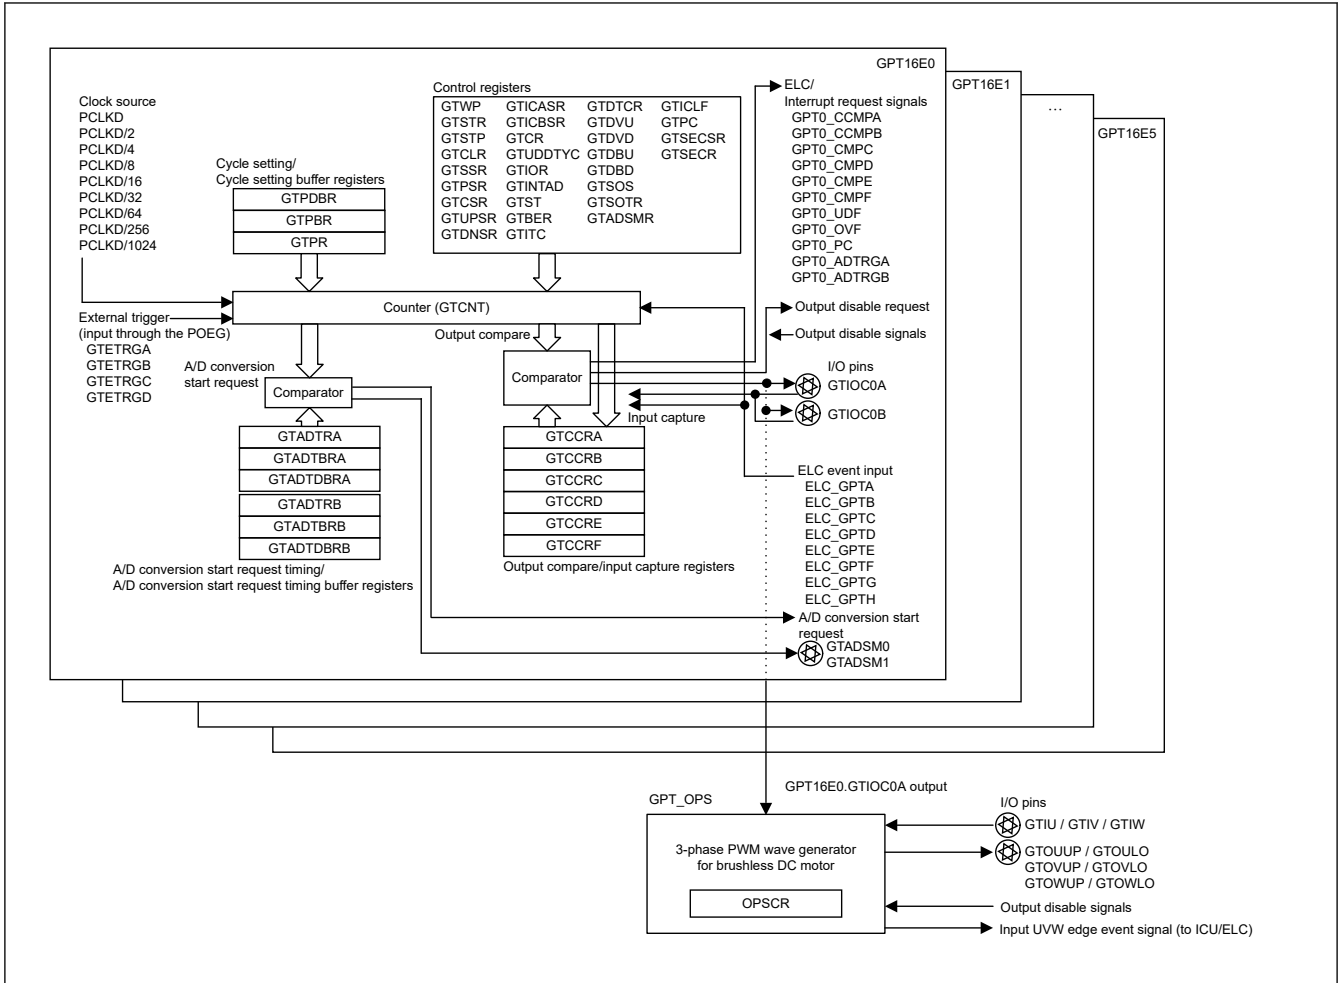 GPT16E0
GPT16E1
…
GPT16E5
Clock source
PCLKD
PCLKD/2
PCLKD/4
PCLKD/8
PCLKD/16
PCLKD/32
PCLKD/64
PCLKD/256
PCLKD/1024
Cycle setting/
Cycle setting buffer registers
GTPDBR
GTPBR
GTPR
Control registers
GTWP GTICASR GTDTCR GTICLF
GTSTR GTICBSR GTDVU GTPC
GTSTP GTCR GTDVD GTSECSR
GTCLR GTUDDTYC GTDBU GTSECR
GTSSR GTIOR GTDBD
GTPSR GTINTAD GTSOS
GTCSR GTST GTSOTR
GTUPSR GTBER GTADSMR
GTDNSR GTITC
ELC/
Interrupt request signals
GPT0_CCMPA
GPT0_CCMPB
GPT0_CMPC
GPT0_CMPD
GPT0_CMPE
GPT0_CMPF
GPT0_UDF
GPT0_OVF
GPT0_PC
GPT0_ADTRGA
GPT0_ADTRGB
Counter (GTCNT)
Output disable request
Output disable signals
External trigger
(input through the POEG)
GTETRGA
GTETRGB
GTETRGC
GTETRGD
A/D conversion
start request
Comparator
Output compare
Comparator
Input capture
I/O pins
GTIOC0A
GTIOC0B
GTADTRA
GTADTBRA
GTADTDBRA
GTADTRB
GTADTBRB
GTADTDBRB
A/D conversion start request timing/
A/D conversion start request timing buffer registers
GTCCRA
GTCCRB
GTCCRC
GTCCRD
GTCCRE
GTCCRF
Output compare/input capture registers
ELC event input
ELC_GPTA
ELC_GPTB
ELC_GPTC
ELC_GPTD
ELC_GPTE
ELC_GPTF
ELC_GPTG
ELC_GPTH
A/D conversion start
request
GTADSM0
GTADSM1
GPT16E0.GTIOC0A output
GPT_OPS
3-phase PWM wave generator
for brushless DC motor
OPSCR
I/O pins
GTIU / GTIV / GTIW
GTOUUP / GTOULO
GTOVUP / GTOVLO
GTOWUP / GTOWLO
Output disable signals
Input UVW edge event signal (to ICU/ELC)